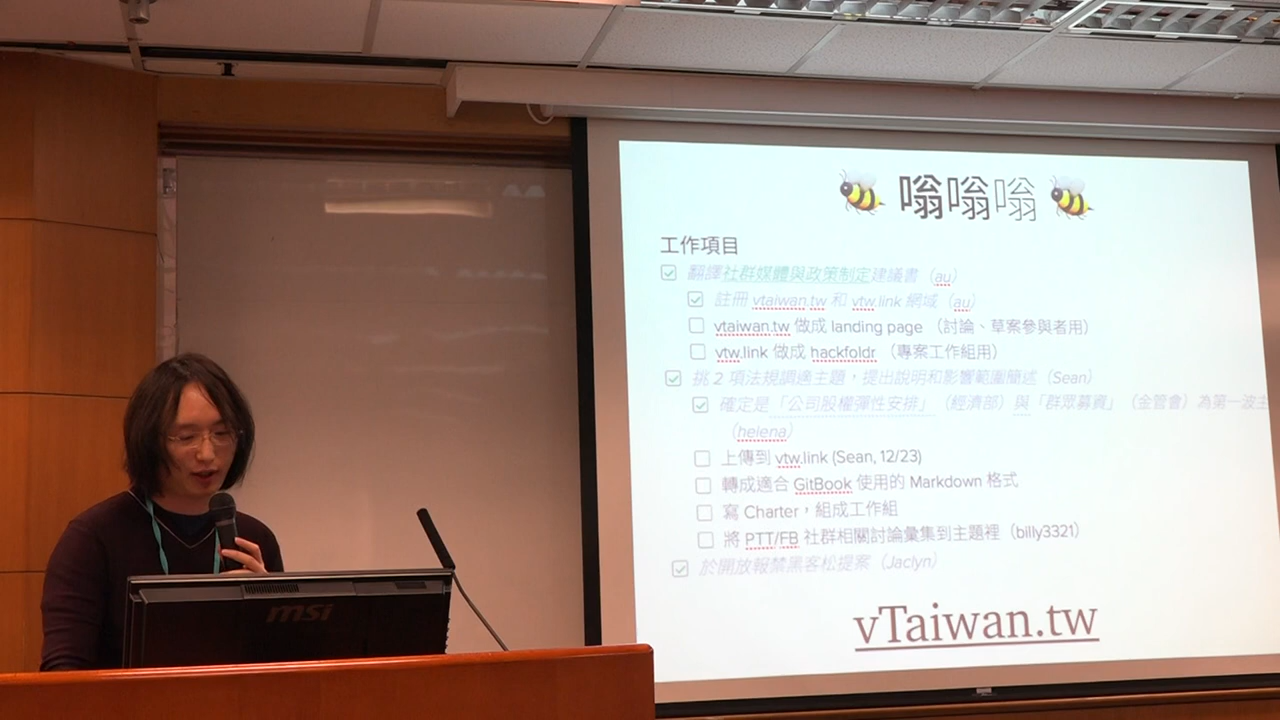 嗡嗡嗡
工作項目
翻譯社群媒體與政策制定建議書（au）
註冊 vtaiwan.tw 和 vtw.link 網域（au）
vtaiwan.tw 做成 landing page （討論、草案參與者用）
vtw.link 做成 hackfoldr （專案工作組用）
挑 2 項法規調適主題，提出說明和影響範圍簡述（Sean）
確定是「公司股權彈性安排」（經濟部）與「群眾募資」（金管會）為第一波主
（helena）
上傳到 vtw.link (Sean, 12/23)
轉成適合 GitBook 使用的 Markdown 格式
寫 Charter，組成工作組
將 PTT/FB 社群相關討論彙集到主題裡（billy3321）
於開放報禁黑客松提案（Jaclyn）
vTaiwan.tw
msi